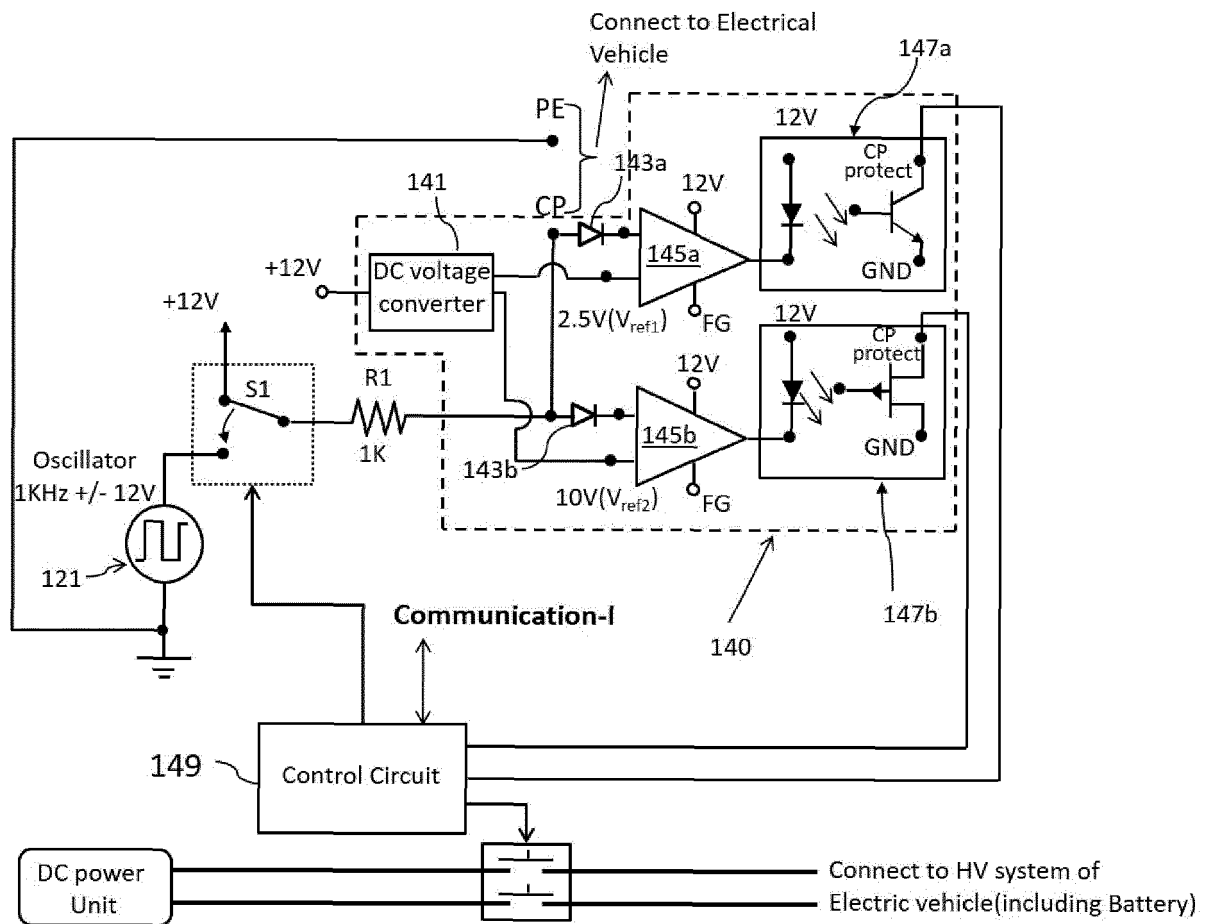 Connect to Electrical
Vehicle
147a
PE
12V
CP
protect
143a
141
CP
12V
145a
GND
+12V
DC voltage
converter
2.5V(Vref1)
FG
+12V
12V
CP
protect
S1
R1
12V
1K
143b
145b
GND
Oscillator
1KHz +/- 12V
10V(Vref2)
FG
121
Communication-I
140
147b
149
Control Circuit
DC power
Unit
Connect to HV system of
Electric vehicle(including Battery)